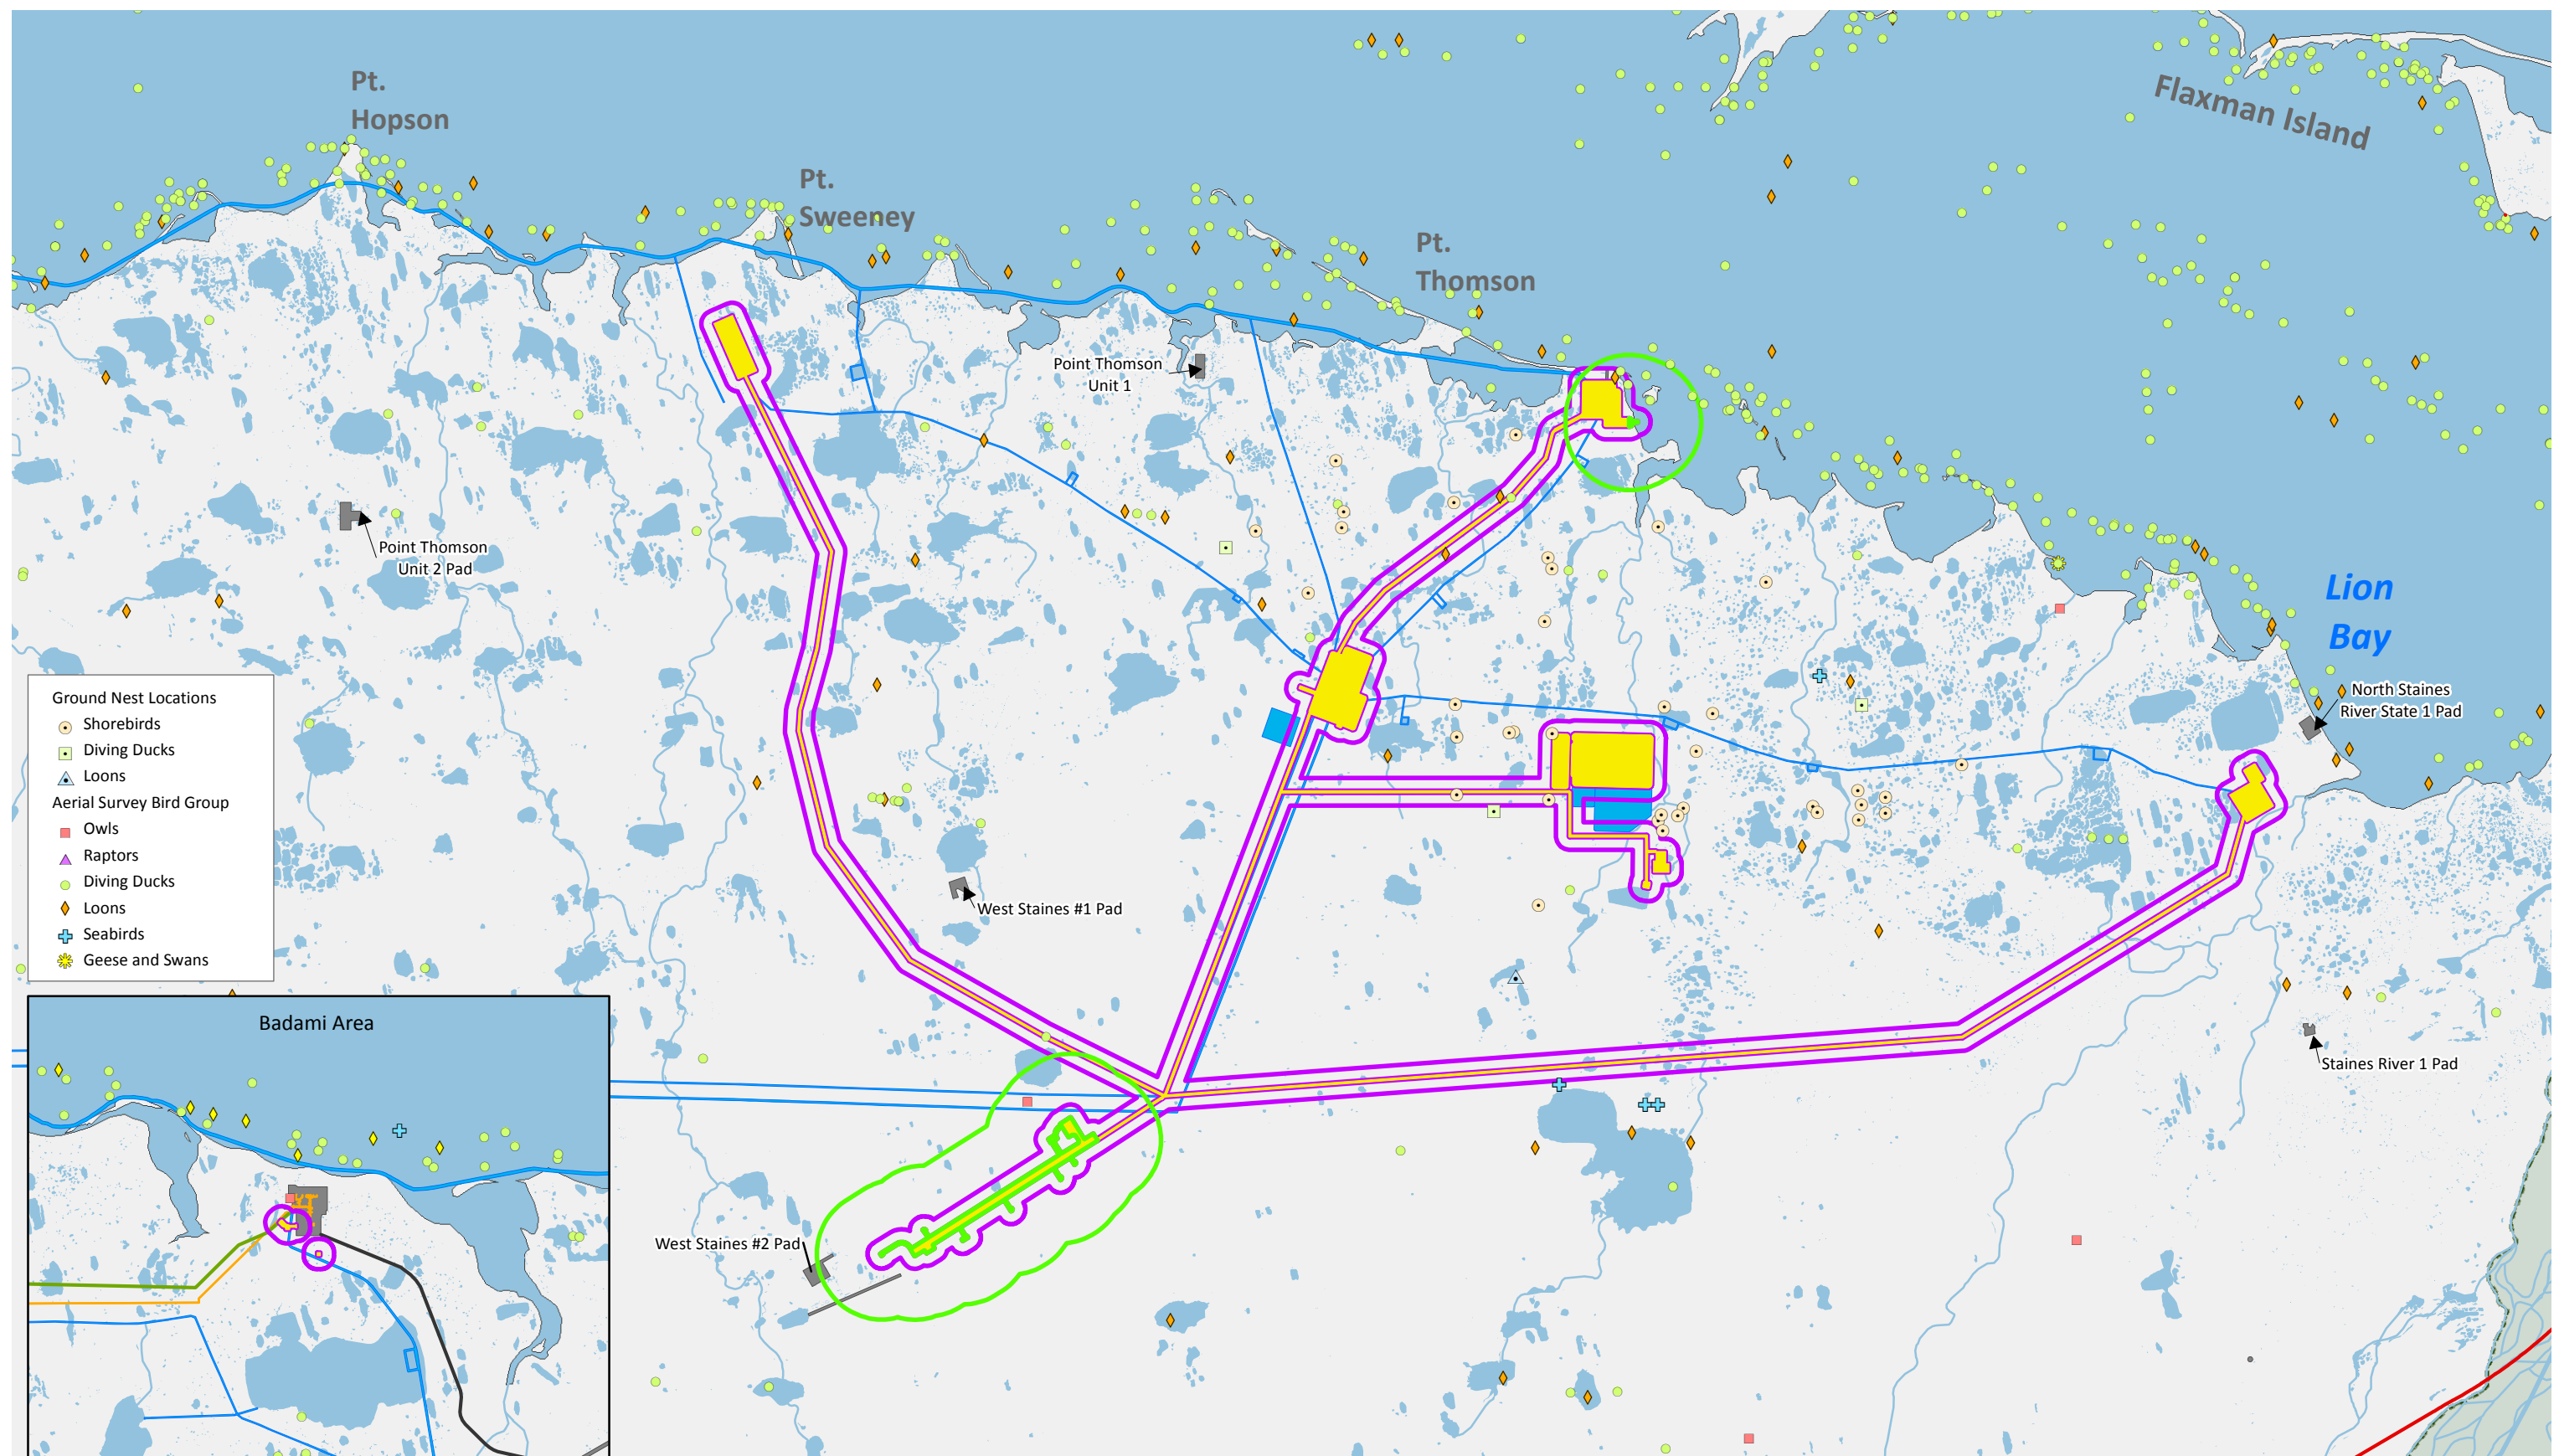 Pt.
Hopson
Pt.
Sweeney
Pt.
Thomson
Flaxman Island
Point Thomson
Unit 1
Point Thomson
Unit 2 Pad
Lion
Bay
North Staines
River State 1 Pad
West Staines #1 Pad
Staines River 1 Pad
West Staines #2 Pad
Ground Nest Locations
Shorebirds
Diving Ducks
Loons
Aerial Survey Bird Group
Owls
Raptors
Diving Ducks
Loons
Seabirds
Geese and Swans
Badami Area